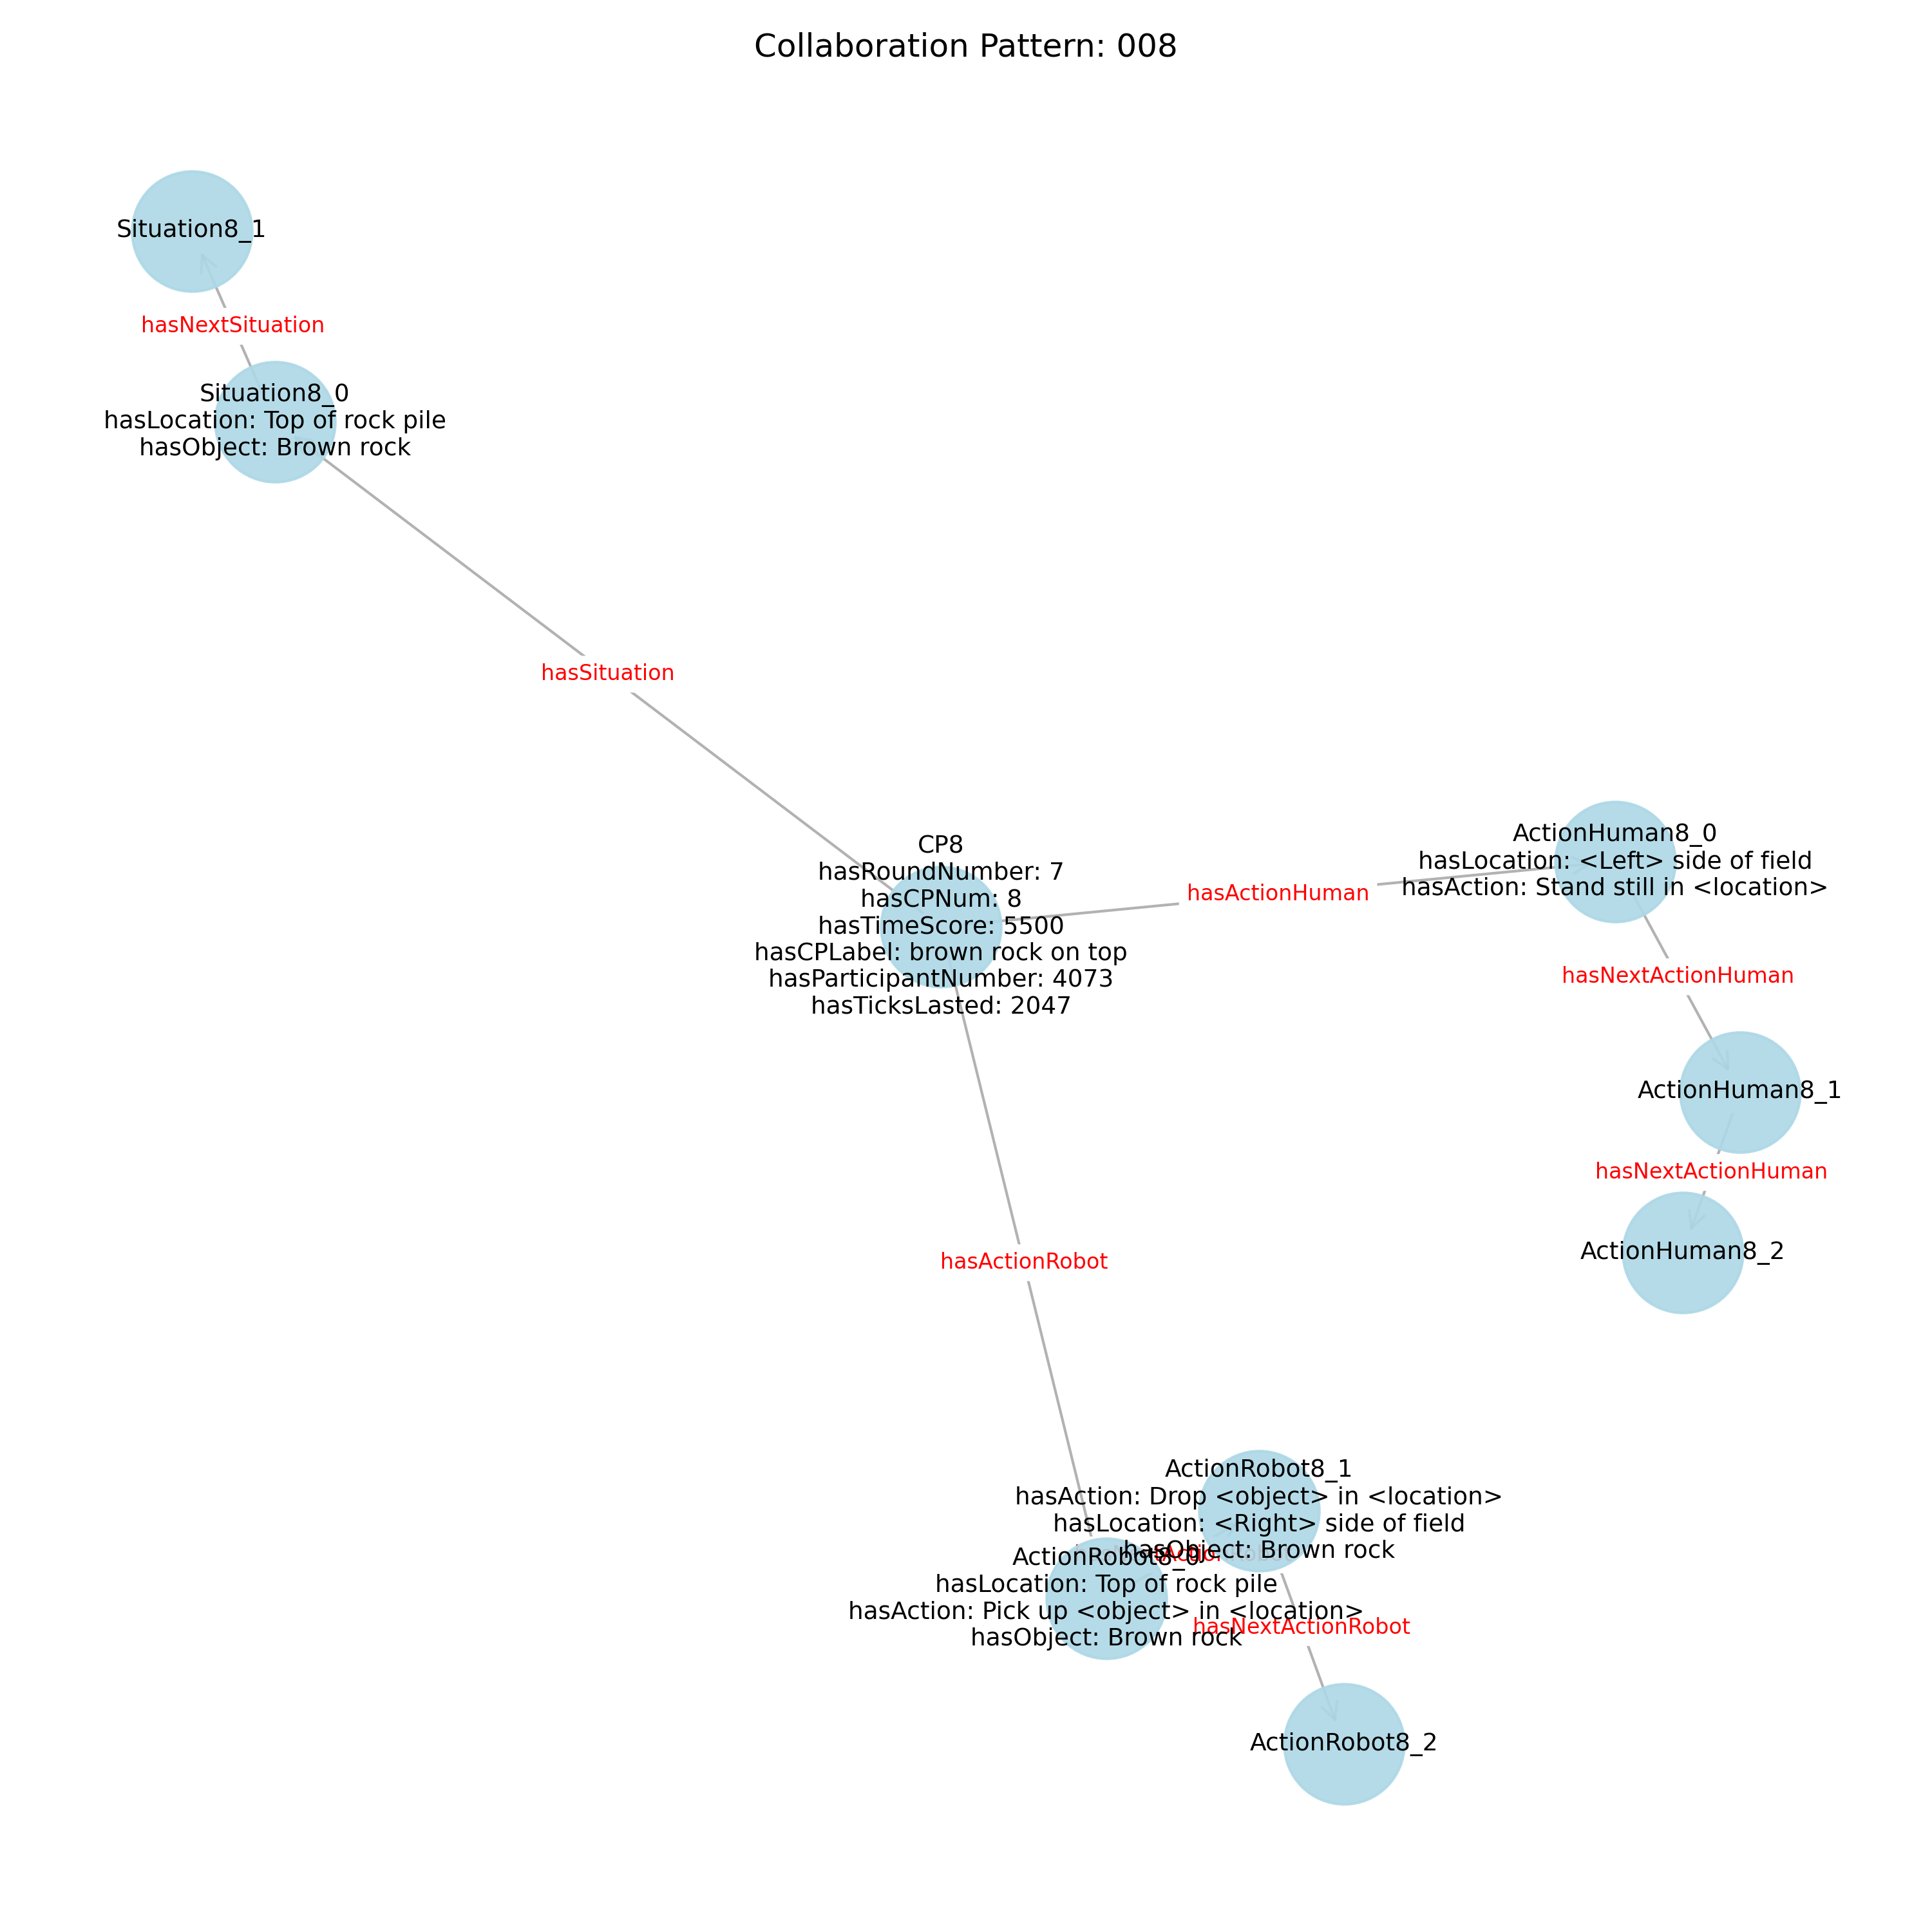 Collaboration Pattern: 008
Situation8_1
hasNextSituation
Situation8_0
hasLocation: Top of rock pile
hasObject: Brown rock
hasSituation
CP8
hasRoundNumber: 7
hasCPNum: 8
hasTimeScore: 5500
hasCPLabel: brown rock on top
hasParticipantNumber: 4073
hasTicksLasted: 2047
hasActionHuman
ActionHuman8_0
hasLocation: <Left> side of field
hasAction: Stand still in <location>
hasNextActionHuman
ActionHuman8_1
hasNextActionHuman
ActionHuman8_2
hasActionRobot
ActionRobot8_1
hasAction: Drop <object> in <location>
hasLocation: <Right> side of field
hasObject: Brown rock
ActionRobot8_0
hasLocation: Top of rock pile
hasAction: Pick up <object> in <location>
hasObject: Brown rock
hasNextActionRobot
ActionRobot8_2